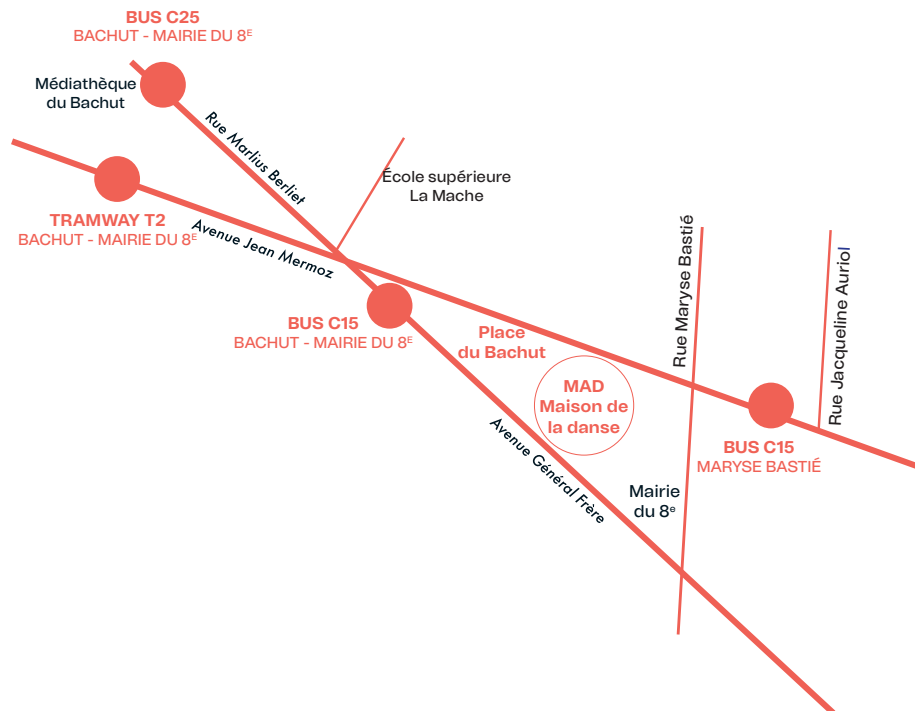 BUS C25
BACHUT - MAIRIE DU 8E
Médiathèque
du Bachut
Rue Marlius Berliet
École supérieure
La Mache
TRAMWAY T2
BACHUT - MAIRIE DU 8E
Avenue Jean Mermoz
Rue Maryse Bastié
Rue Jacqueline Auriol
BUS C15
BACHUT - MAIRIE DU 8E
Place
du Bachut
MAD
Maison de
la danse
BUS C15
MARYSE BASTIÉ
Avenue Général Frère
Mairie
du 8e